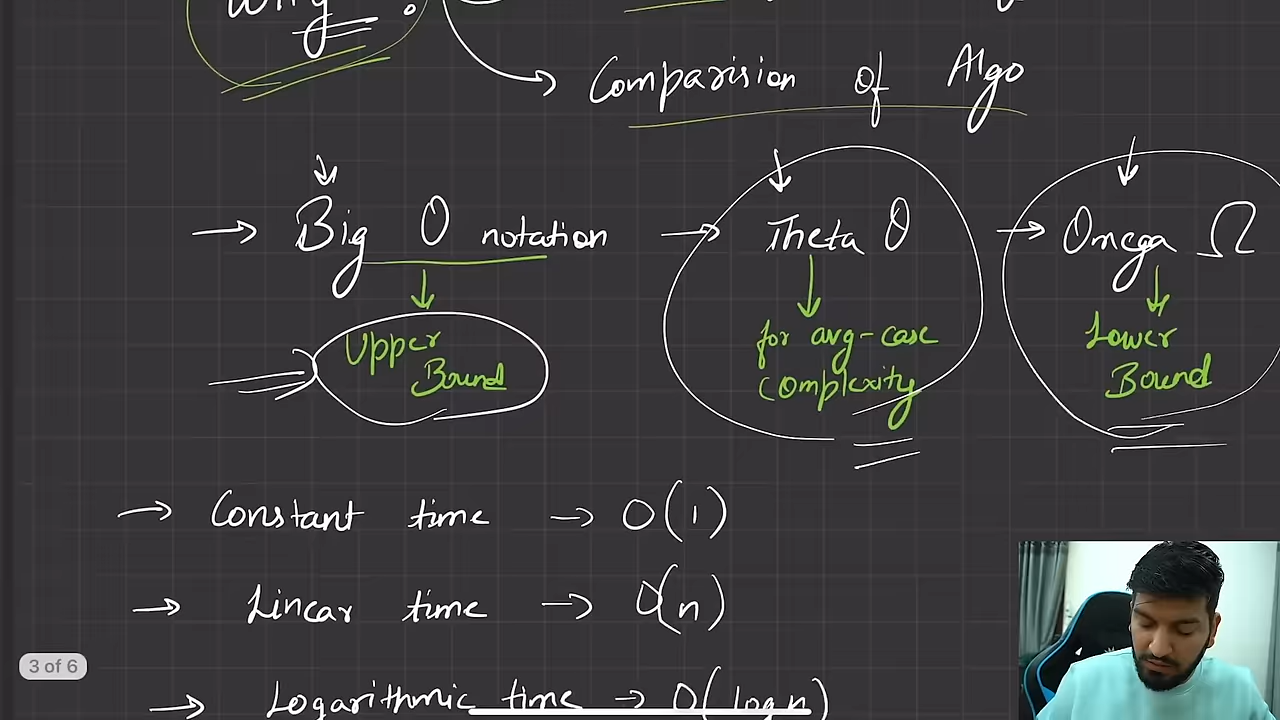 Why ?
Comparision of Algo
Big O notation
Theta θ
Omega Ω
Upper Bound
for avg-case complexity
Lower Bound
Constant time → O(1)
Linear time → O(n)
Logarithmic time → O(log n)
3 of 6